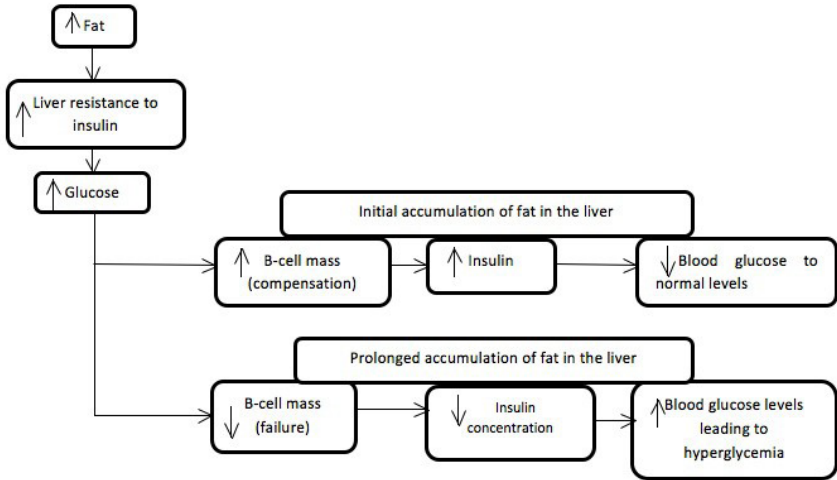 Fat
Liver resistance to
insulin
Glucose
Initial accumulation of fat in the liver
B-cell mass
(compensation)
Insulin
Blood glucose to
normal levels
Prolonged accumulation of fat in the liver
B-cell mass
(failure)
Insulin
concentration
Blood glucose levels
leading to
hyperglycemia